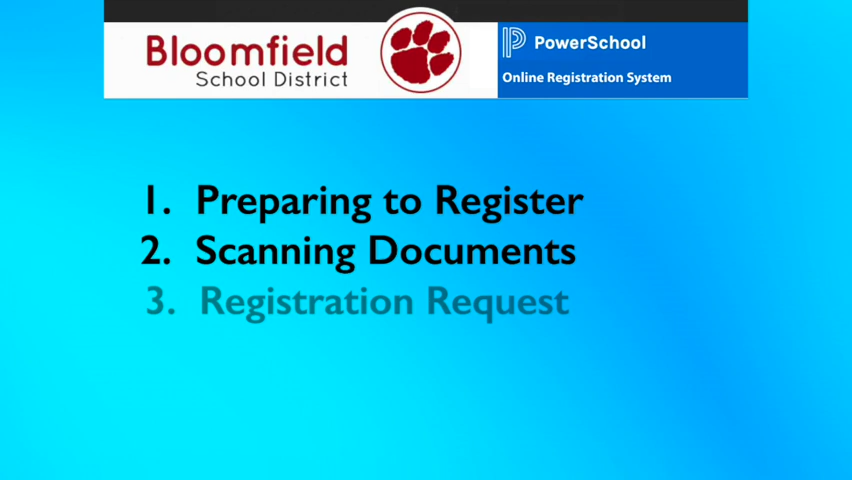 Bloomfield
School District
PowerSchool
Online Registration System
1. Preparing to Register
2. Scanning Documents
3. Registration Request